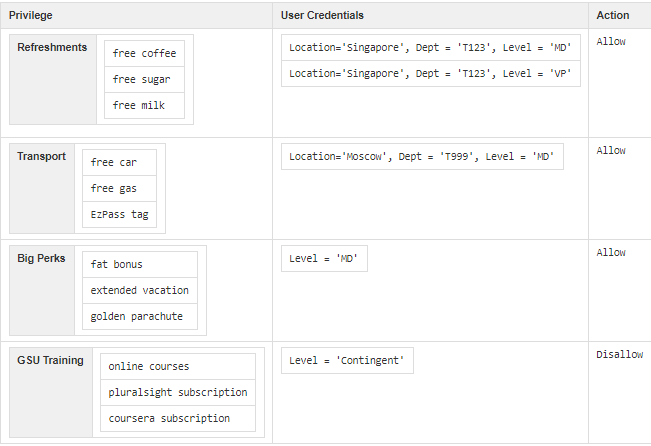 Privilege User Credentials Action
Refreshments
free coffee
free sugar
free milk
Location='Singapore', Dept = 'T123', Level = 'MD'
Location='Singapore', Dept = 'T123', Level = 'VP'
Allow
Transport
free car
free gas
EzPass tag
Location='Moscow', Dept = 'T999', Level = 'MD'
Allow
Big Perks
fat bonus
extended vacation
golden parachute
Level = 'MD'
Allow
GSU Training
online courses
pluralsight subscription
coursera subscription
Level = 'Contingent'
Disallow